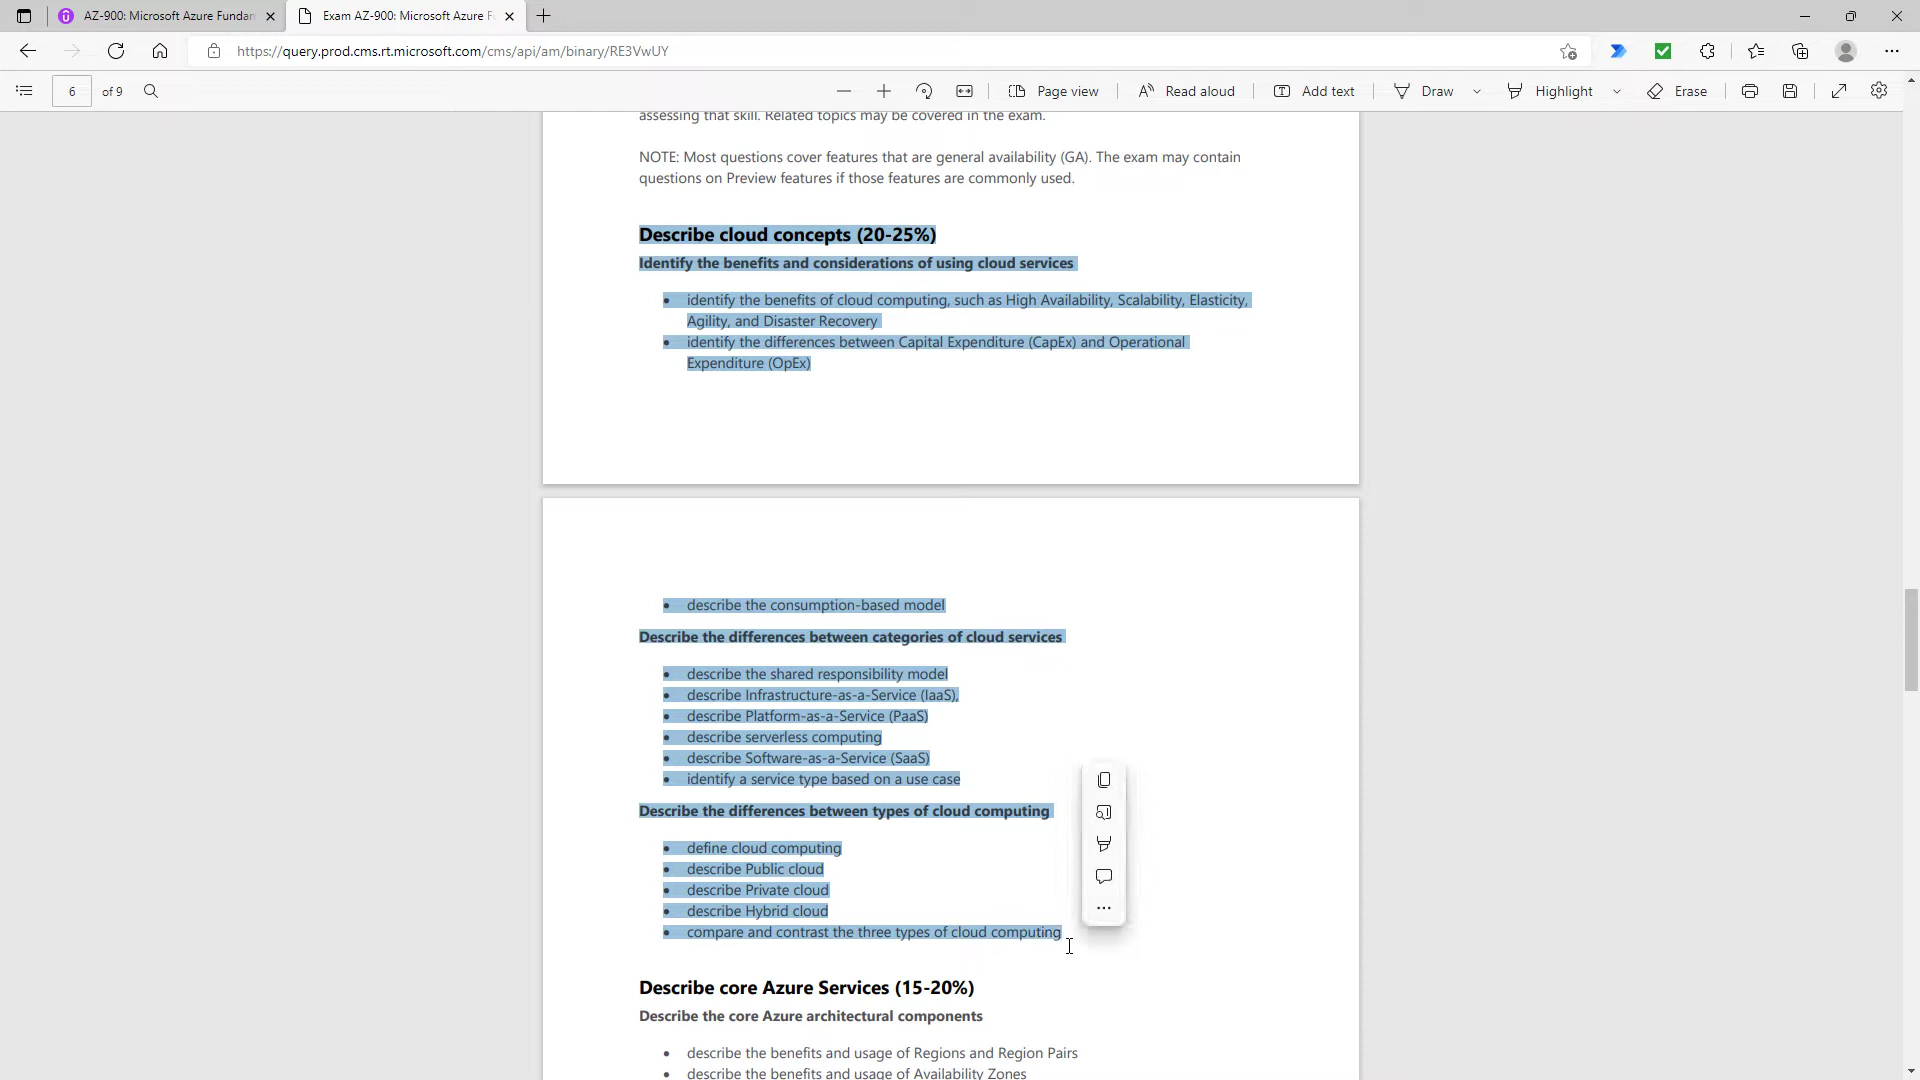 AZ-900: Microsoft Azure Fundam
Exam AZ-900: Microsoft Azure F
https://query.prod.cms.rt.microsoft.com/cms/api/am/binary/RE3VwUY
6 of 9
Page view
Read aloud
Add text
Draw
Highlight
Erase
assessing that skill. Related topics may be covered in the exam.
NOTE: Most questions cover features that are general availability (GA). The exam may contain
questions on Preview features if those features are commonly used.
Describe cloud concepts (20-25%)
Identify the benefits and considerations of using cloud services
• identify the benefits of cloud computing, such as High Availability, Scalability, Elasticity,
Agility, and Disaster Recovery
• identify the differences between Capital Expenditure (CapEx) and Operational
Expenditure (OpEx)
• describe the consumption-based model
Describe the differences between categories of cloud services
• describe the shared responsibility model
• describe Infrastructure-as-a-Service (IaaS),
• describe Platform-as-a-Service (PaaS)
• describe serverless computing
• describe Software-as-a-Service (SaaS)
• identify a service type based on a use case
Describe the differences between types of cloud computing
• define cloud computing
• describe Public cloud
• describe Private cloud
• describe Hybrid cloud
• compare and contrast the three types of cloud computing
Describe core Azure Services (15-20%)
Describe the core Azure architectural components
• describe the benefits and usage of Regions and Region Pairs
• describe the benefits and usage of Availability Zones